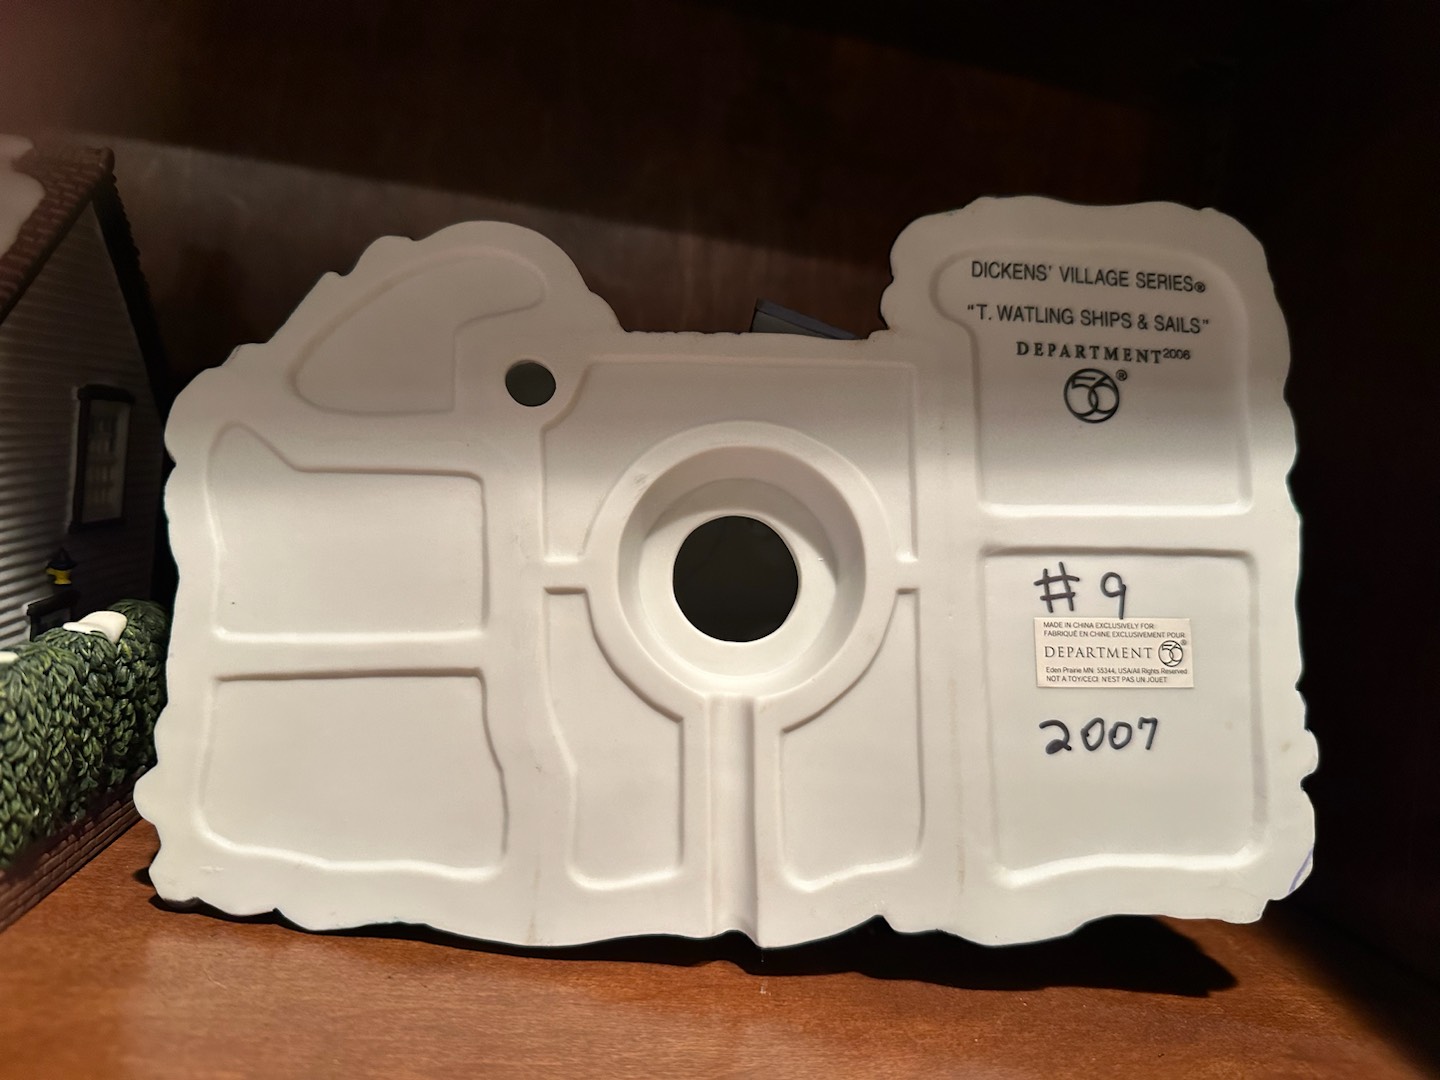 DICKENS' VILLAGE SERIES®
"T. WATLING SHIPS & SAILS"
DEPARTMENT 2006
56®
# 9
MADE IN CHINA EXCLUSIVELY FOR
FABRIQUÉ EN CHINE EXCLUSIVEMENT POUR
DEPARTMENT 56®
Eden Prairie MN. 55344, USA/All Rights Reserved
NOT A TOY/CECI N'EST PAS UN JOUET
2007